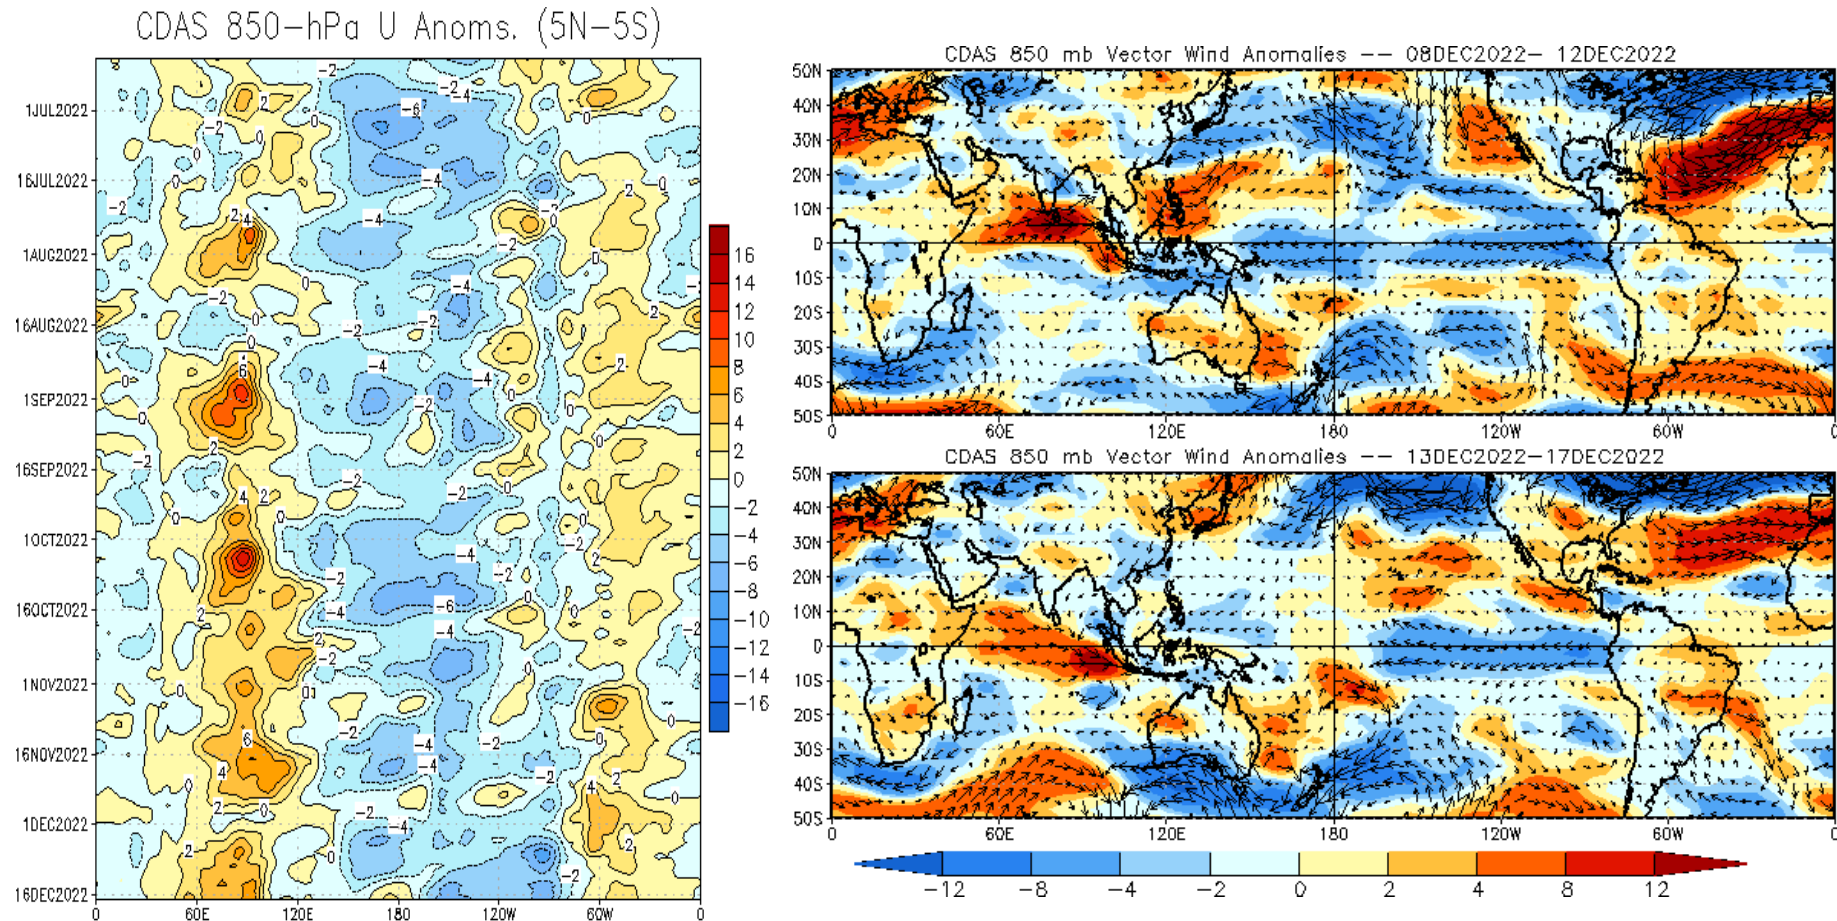 CDAS 850-hPa U Anoms. (5N-5S)
1JUL2022
16JUL2022
1AUG2022
16AUG2022
1SEP2022
16SEP2022
1OCT2022
16OCT2022
1NOV2022
16NOV2022
1DEC2022
16DEC2022
0 60E 120E 180 120W 60W 0
16
14
12
10
8
6
4
2
0
-2
-4
-6
-8
-10
-12
-14
-16
CDAS 850 mb Vector Wind Anomalies -- 08DEC2022- 12DEC2022
50N
40N
30N
20N
10N
0
10S
20S
30S
40S
50S
0 60E 120E 180 120W 60W 0
CDAS 850 mb Vector Wind Anomalies -- 13DEC2022-17DEC2022
50N
40N
30N
20N
10N
0
10S
20S
30S
40S
50S
0 60E 120E 180 120W 60W 0
-12 -8 -4 -2 0 2 4 8 12